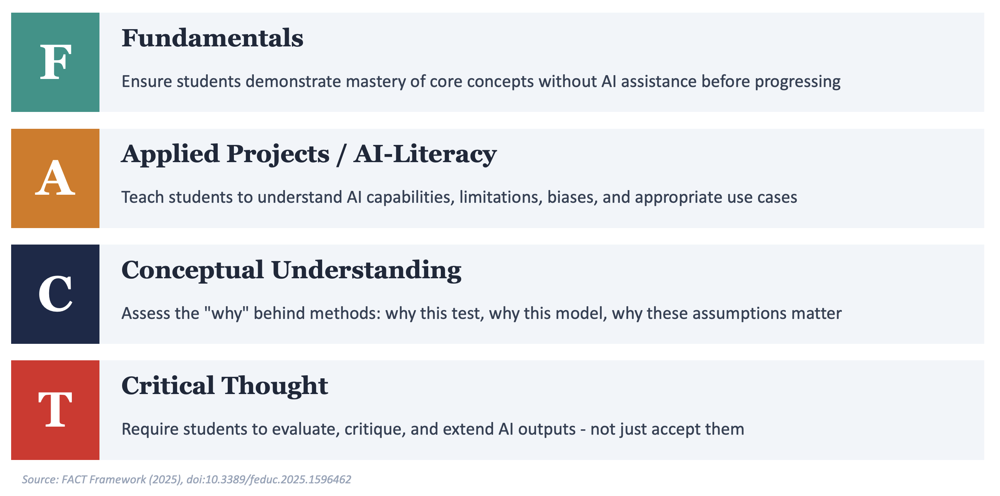 F
Fundamentals
Ensure students demonstrate mastery of core concepts without AI assistance before progressing
A
Applied Projects / AI-Literacy
Teach students to understand AI capabilities, limitations, biases, and appropriate use cases
C
Conceptual Understanding
Assess the "why" behind methods: why this test, why this model, why these assumptions matter
T
Critical Thought
Require students to evaluate, critique, and extend AI outputs - not just accept them
Source: FACT Framework (2025), doi:10.3389/feduc.2025.1596462